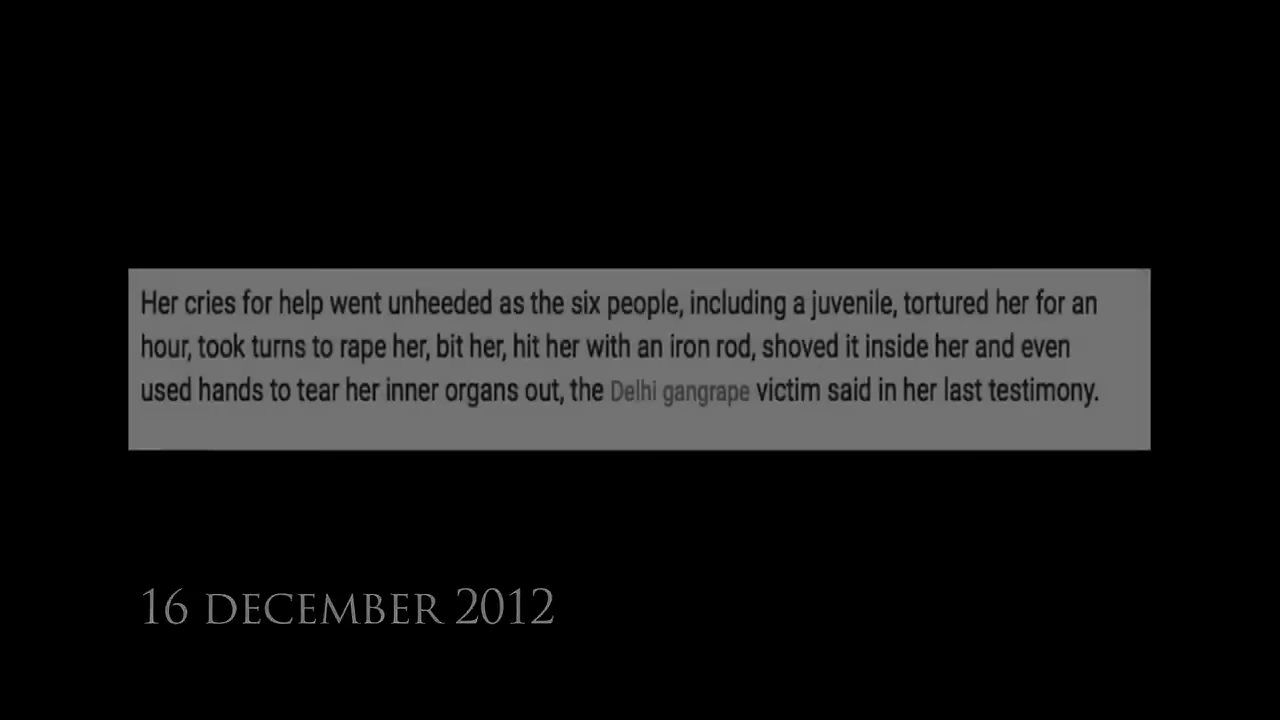 Her cries for help went unheeded as the six people, including a juvenile, tortured her for an
hour, took turns to rape her, bit her, hit her with an iron rod, shoved it inside her and even
used hands to tear her inner organs out, the Delhi gangrape victim said in her last testimony.
16 DECEMBER 2012